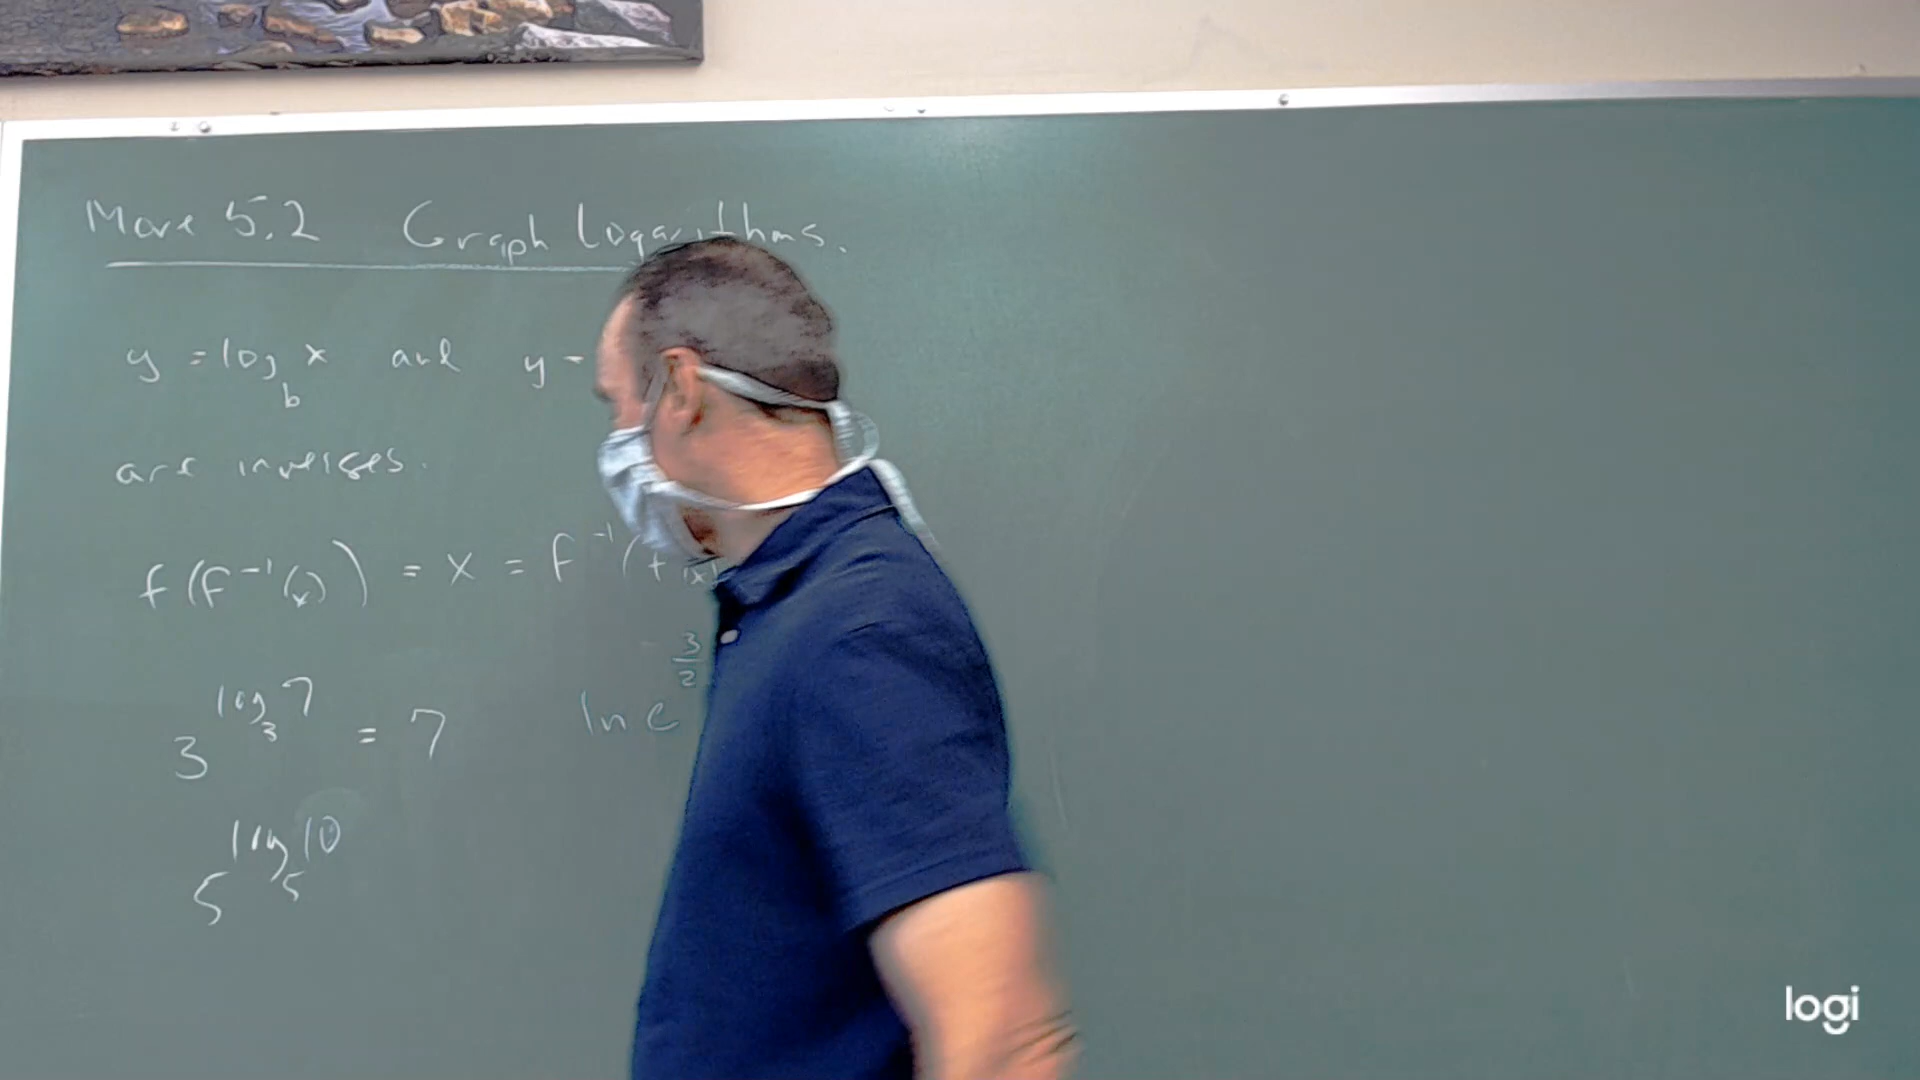 More 5.2 Graph Logarithms.
y = log_b x and y =
are inverses.
f(f⁻¹(x)) = x = f⁻¹(f(x)
3^(log_3 7) = 7
ln e^(3/2)
5^(log_5 10)
logi